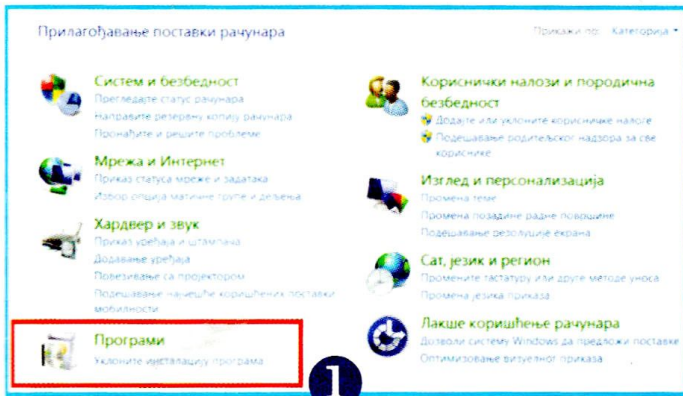 Прилагођавање поставки рачунара
Прикажи по: Категорија
Систем и безбедност
Прегледајте статус рачунара
Направите резервну копију рачунара
Пронађите и решите проблеме
Мрежа и Интернет
Приказ статуса мреже и задатака
Избор опција матичне групе и дељења
Хардвер и звук
Приказ уређаја и штампача
Додавање уређаја
Повезивање са пројектором
Подешавање најчешће коришћених поставки
мобилности
Програми
Уклоните инсталацију програма
Кориснички налози и породична
безбедност
Додајте или уклоните корисничке налоге
Подешавање родитељског надзора за све
кориснике
Изглед и персонализација
Промена теме
Промена позадине радне површине
Подешавање резолуције екрана
Сат, језик и регион
Промените тастатуру или друге методе уноса
Промена језика приказа
Лакше коришћење рачунара
Дозволи систему Windows да предложи поставке
Оптимизовање визуелног приказа
1